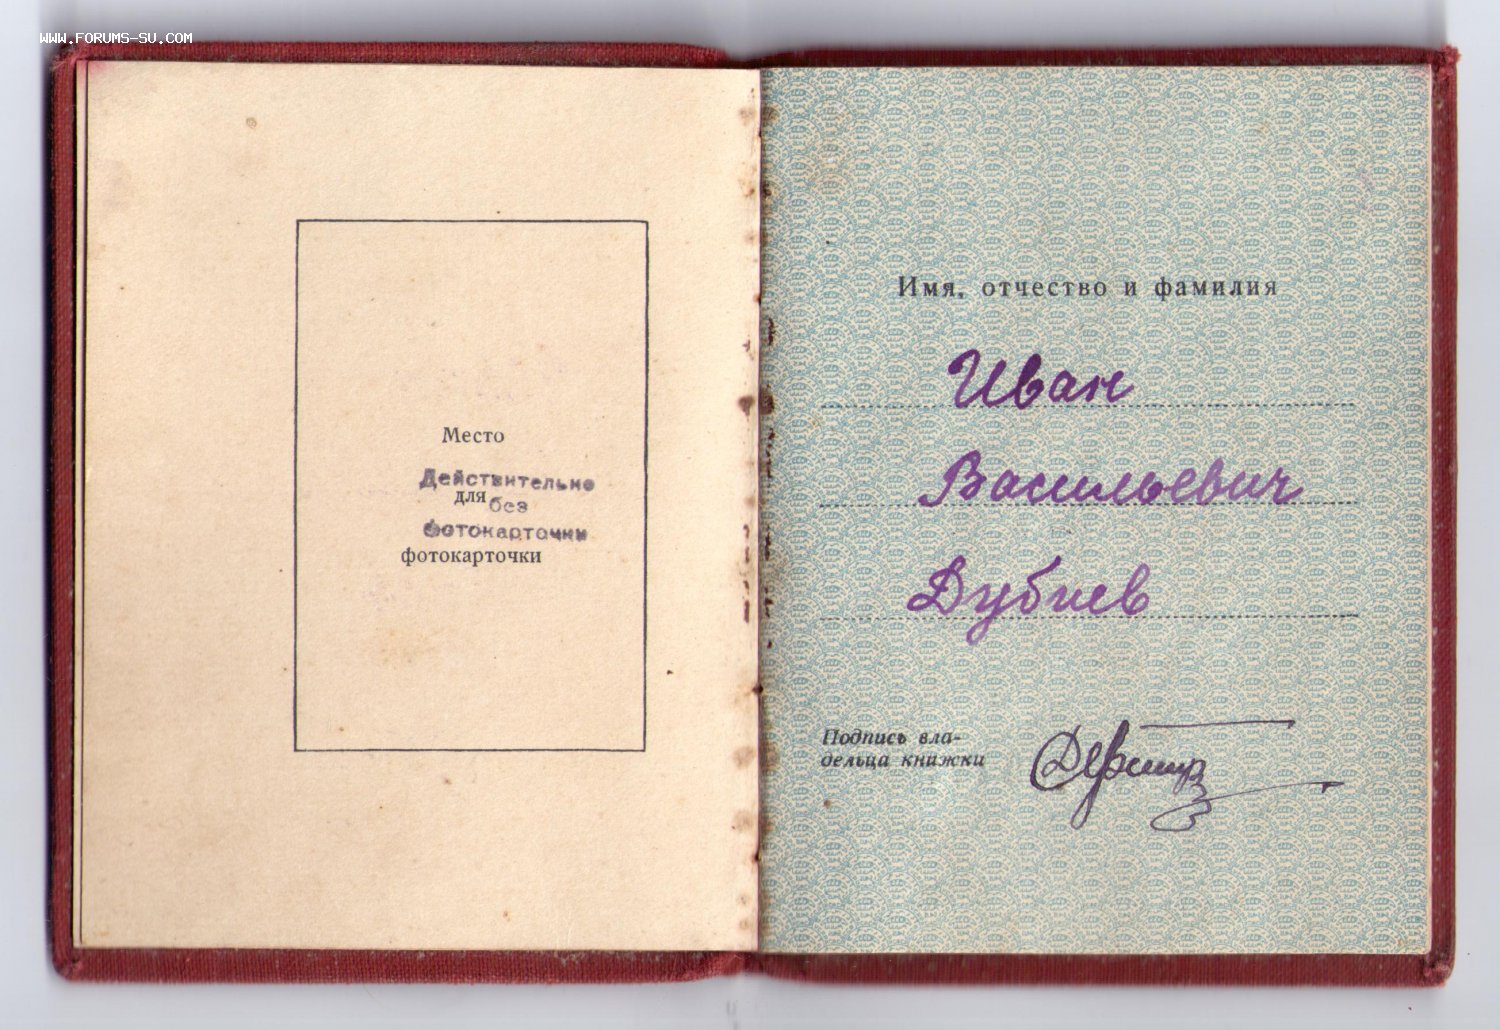 WWW.FORUMS-SU.COM
Место
Действительно
для
без
фотокарточки
фотокарточки
Имя, отчество и фамилия
Иван
Васильевич
Дубнев
Подпись вла-
дельца книжки